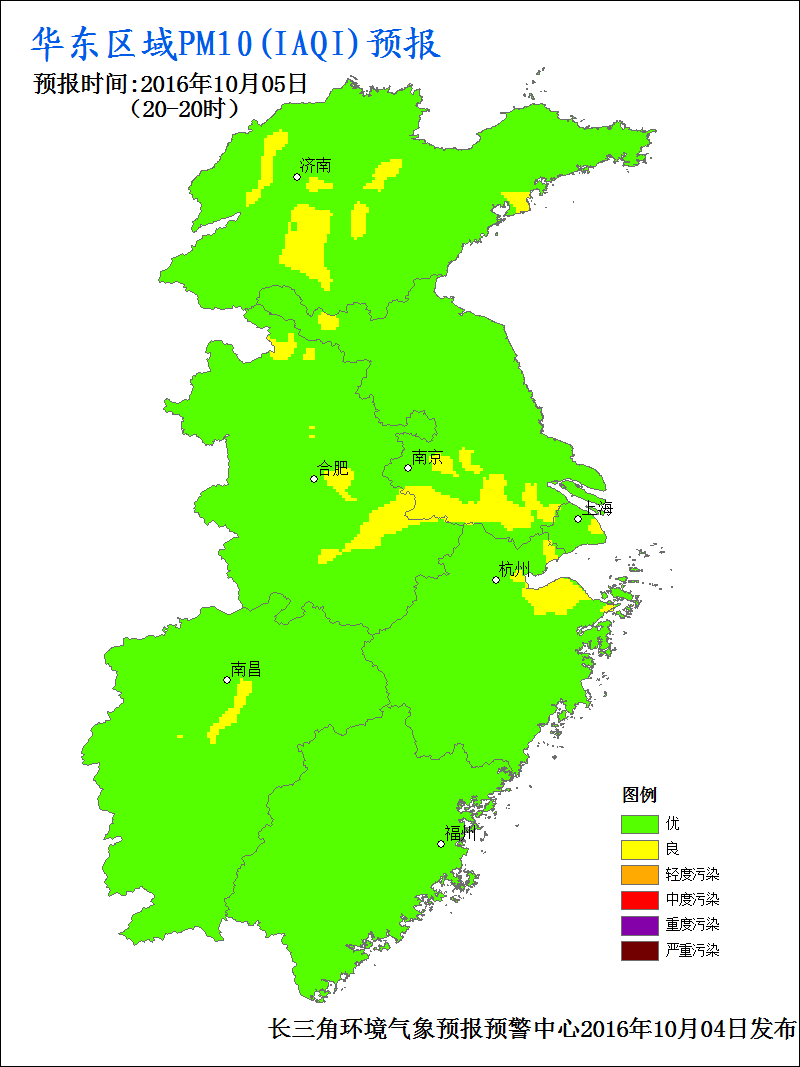 华东区域PM10(IAQI)预报
预报时间:2016年10月05日
（20-20时）
济南
南京
合肥
上海
杭州
南昌
福州
图例
优
良
轻度污染
中度污染
重度污染
严重污染
长三角环境气象预报预警中心2016年10月04日发布